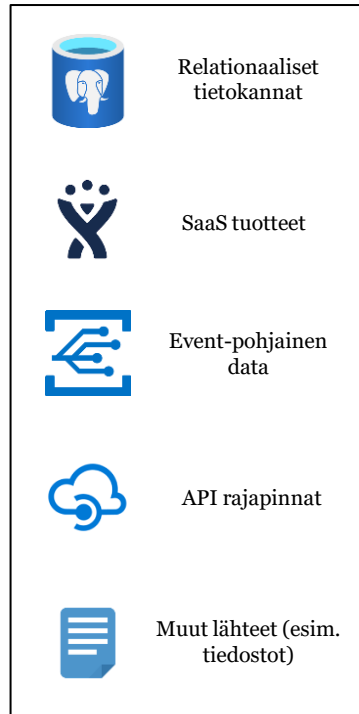 Relationaaliset
tietokannat
SaaS tuotteet
Event-pohjainen
data
API rajapinnat
Muut lähteet (esim.
tiedostot)